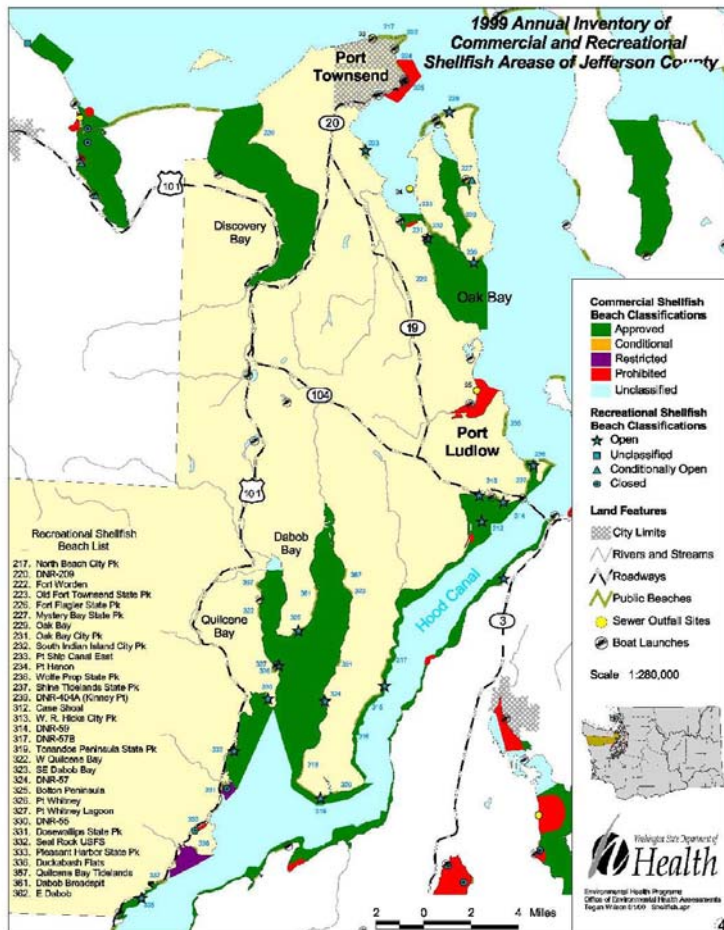 1999 Annual Inventory of
Commercial and Recreational
Shellfish Arease of Jefferson County
Port
Townsend
20
101
Discovery
Bay
Oak Bay
19
104
Port
Ludlow
101
Dabob
Bay
Quilcene
Bay
Hood Canal
3
Commercial Shellfish
Beach Classifications
Approved
Conditional
Restricted
Prohibited
Unclassified
Recreational Shellfish
Beach Classifications
Open
Unclassified
Conditionally Open
Closed
Land Features
City Limits
Rivers and Streams
Roadways
Public Beaches
Sewer Outfall Sites
Boat Launches
Scale 1:280,000
Recreational Shellfish
Beach List
217. North Beach City Pk
220. DNR-209
222. Fort Worden
223. Old Fort Townsend State Pk
226. Fort Flagler State Pk
227. Mystery Bay State Pk
229. Oak Bay
231. Oak Bay City Pk
232. South Indian Island City Pk
233. Pt Ship Canal East
234. Pt Hanon
236. Wolfe Prop State Pk
237. Shine Tidelands State Pk
239. DNR-404A (Kinney Pt)
312. Case Shoal
313. W. R. Hicks City Pk
314. DNR-59
317. DNR-57B
319. Tonandos Peninsula State Pk
322. W Quilcene Bay
323. SE Dabob Bay
324. DNR-57
325. Bolton Peninsula
326. Pt Whitney
327. Pt Whitney Lagoon
330. DNR-55
331. Dosewallips State Pk
332. Seal Rock USFS
333. Pleasant Harbor State Pk
336. Duckabush Flats
357. Quilcene Bay Tidelands
361. Dabob Broadspit
362. E Dabob
Washington State Department of
Health
Environmental Health Programs
Office of Environmental Health Assessments
2 0 2 4 Miles